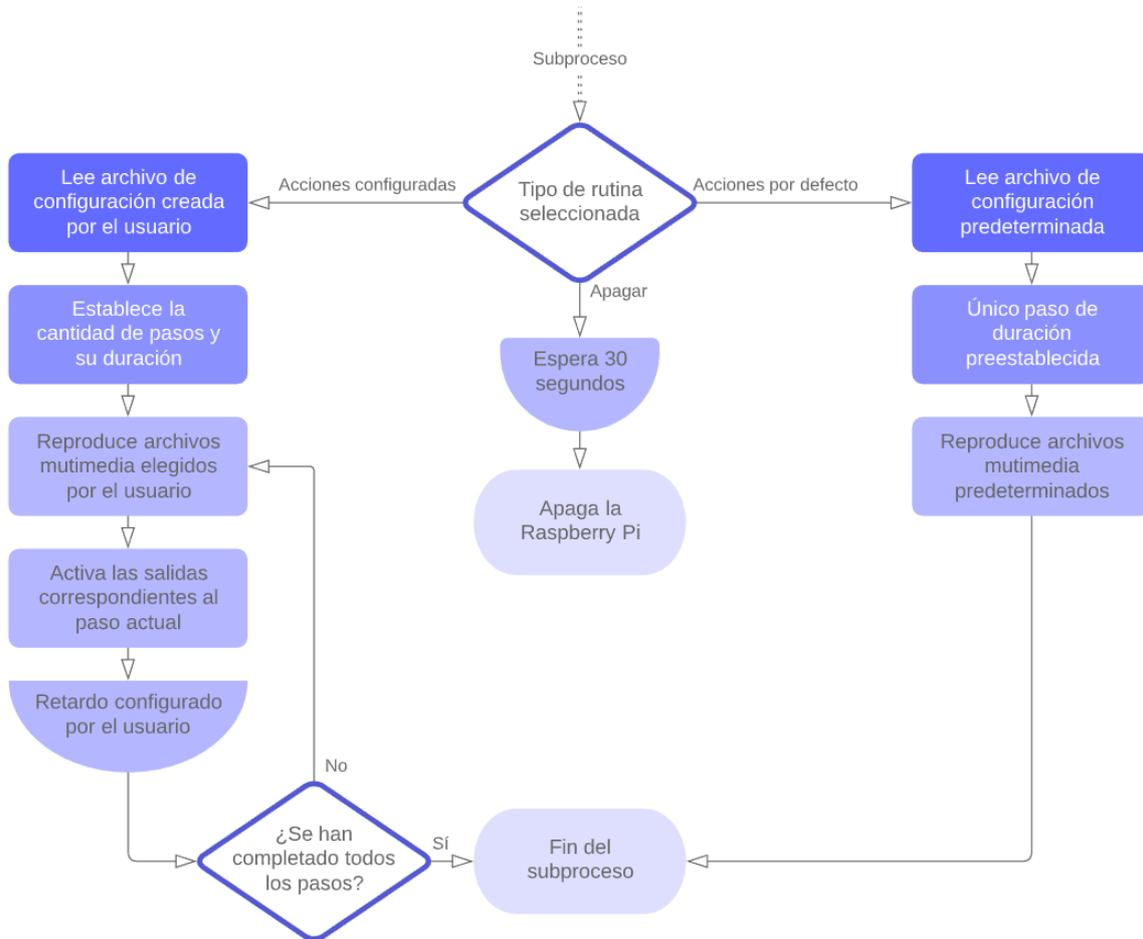 Subproceso
Tipo de rutina
seleccionada
Acciones configuradas
Acciones por defecto
Apagar
Lee archivo de
configuración creada
por el usuario
Establece la
cantidad de pasos y
su duración
Reproduce archivos
mutimedia elegidos
por el usuario
Activa las salidas
correspondientes al
paso actual
Retardo configurado
por el usuario
¿Se han
completado todos
los pasos?
No
Sí
Espera 30
segundos
Apaga la
Raspberry Pi
Fin del
subproceso
Lee archivo de
configuración
predeterminada
Único paso de
duración
preestablecida
Reproduce archivos
mutimedia
predeterminados